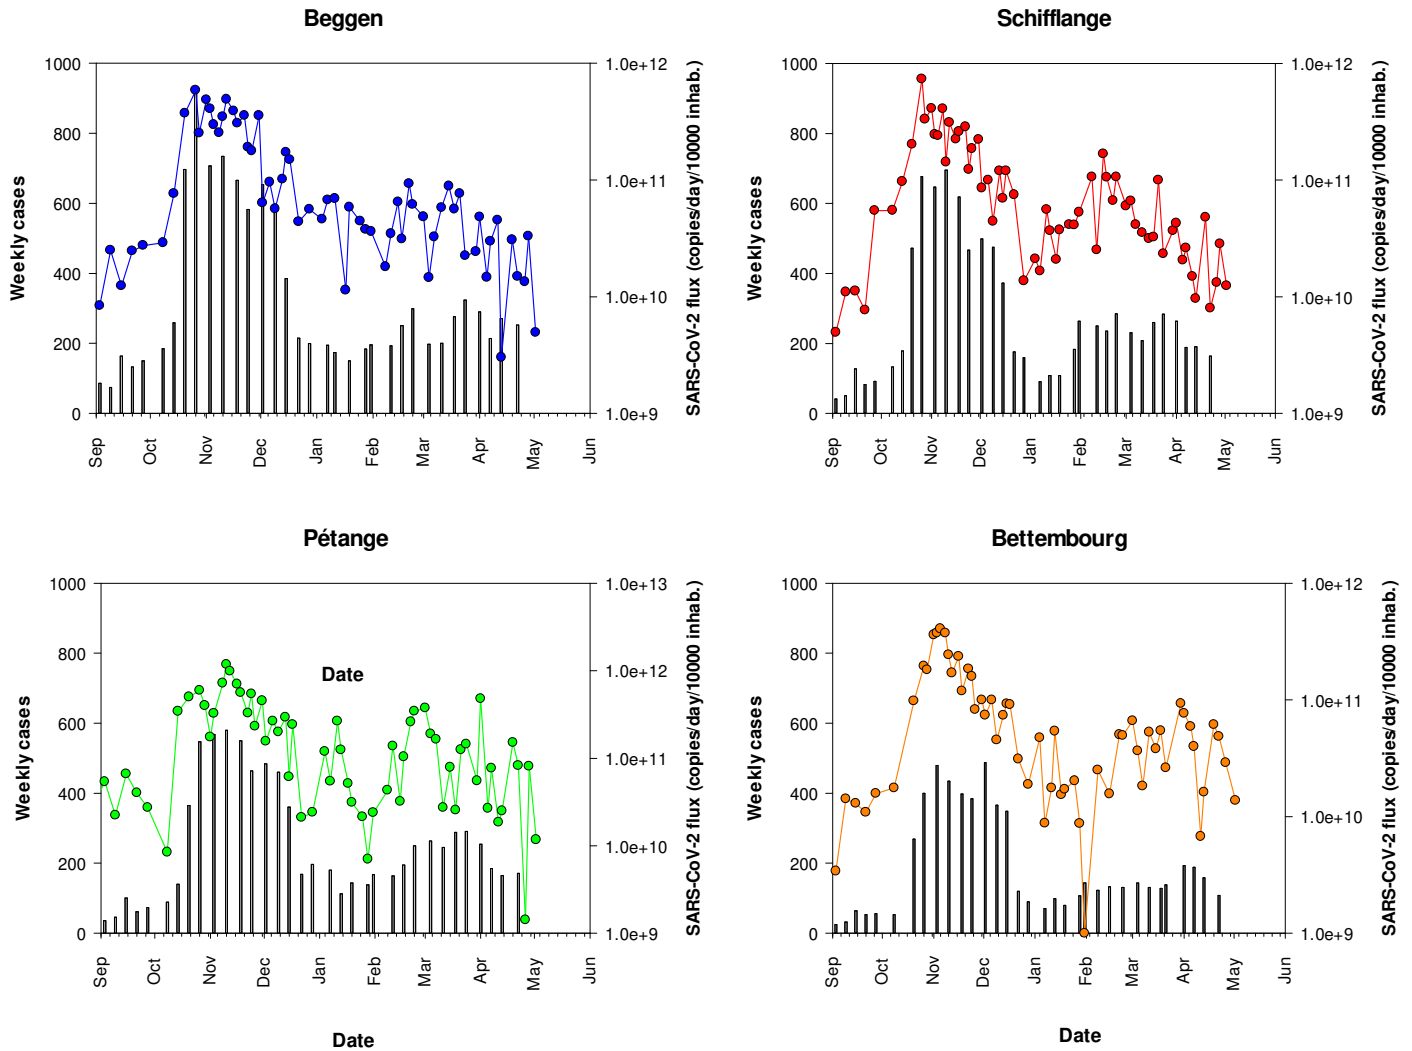 Beggen
Weekly cases
1000
800
600
400
200
0
1.0e+12
1.0e+11
1.0e+10
1.0e+9
SARS-CoV-2 flux (copies/day/10000 inhab.)
Sep Oct Nov Dec Jan Feb Mar Apr May Jun
Schifflange
Weekly cases
1000
800
600
400
200
0
1.0e+12
1.0e+11
1.0e+10
1.0e+9
SARS-CoV-2 flux (copies/day/10000 inhab.)
Sep Oct Nov Dec Jan Feb Mar Apr May Jun
Pétange
Weekly cases
1000
800
600
400
200
0
Date
1.0e+13
1.0e+12
1.0e+11
1.0e+10
1.0e+9
SARS-CoV-2 flux (copies/day/10000 inhab.)
Sep Oct Nov Dec Jan Feb Mar Apr May Jun
Date
Bettembourg
Weekly cases
1000
800
600
400
200
0
1.0e+12
1.0e+11
1.0e+10
1.0e+9
SARS-CoV-2 flux (copies/day/10000 inhab.)
Sep Oct Nov Dec Jan Feb Mar Apr May Jun
Date